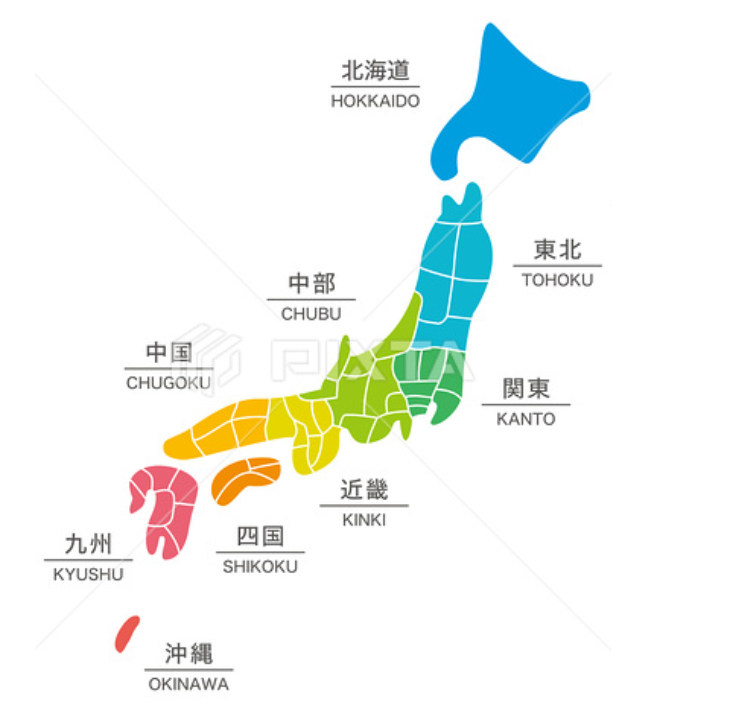 北海道
HOKKAIDO
東北
TOHOKU
中部
CHUBU
中国
CHUGOKU
PIXTA
関東
KANTO
近畿
KINKI
四国
SHIKOKU
九州
KYUSHU
沖縄
OKINAWA